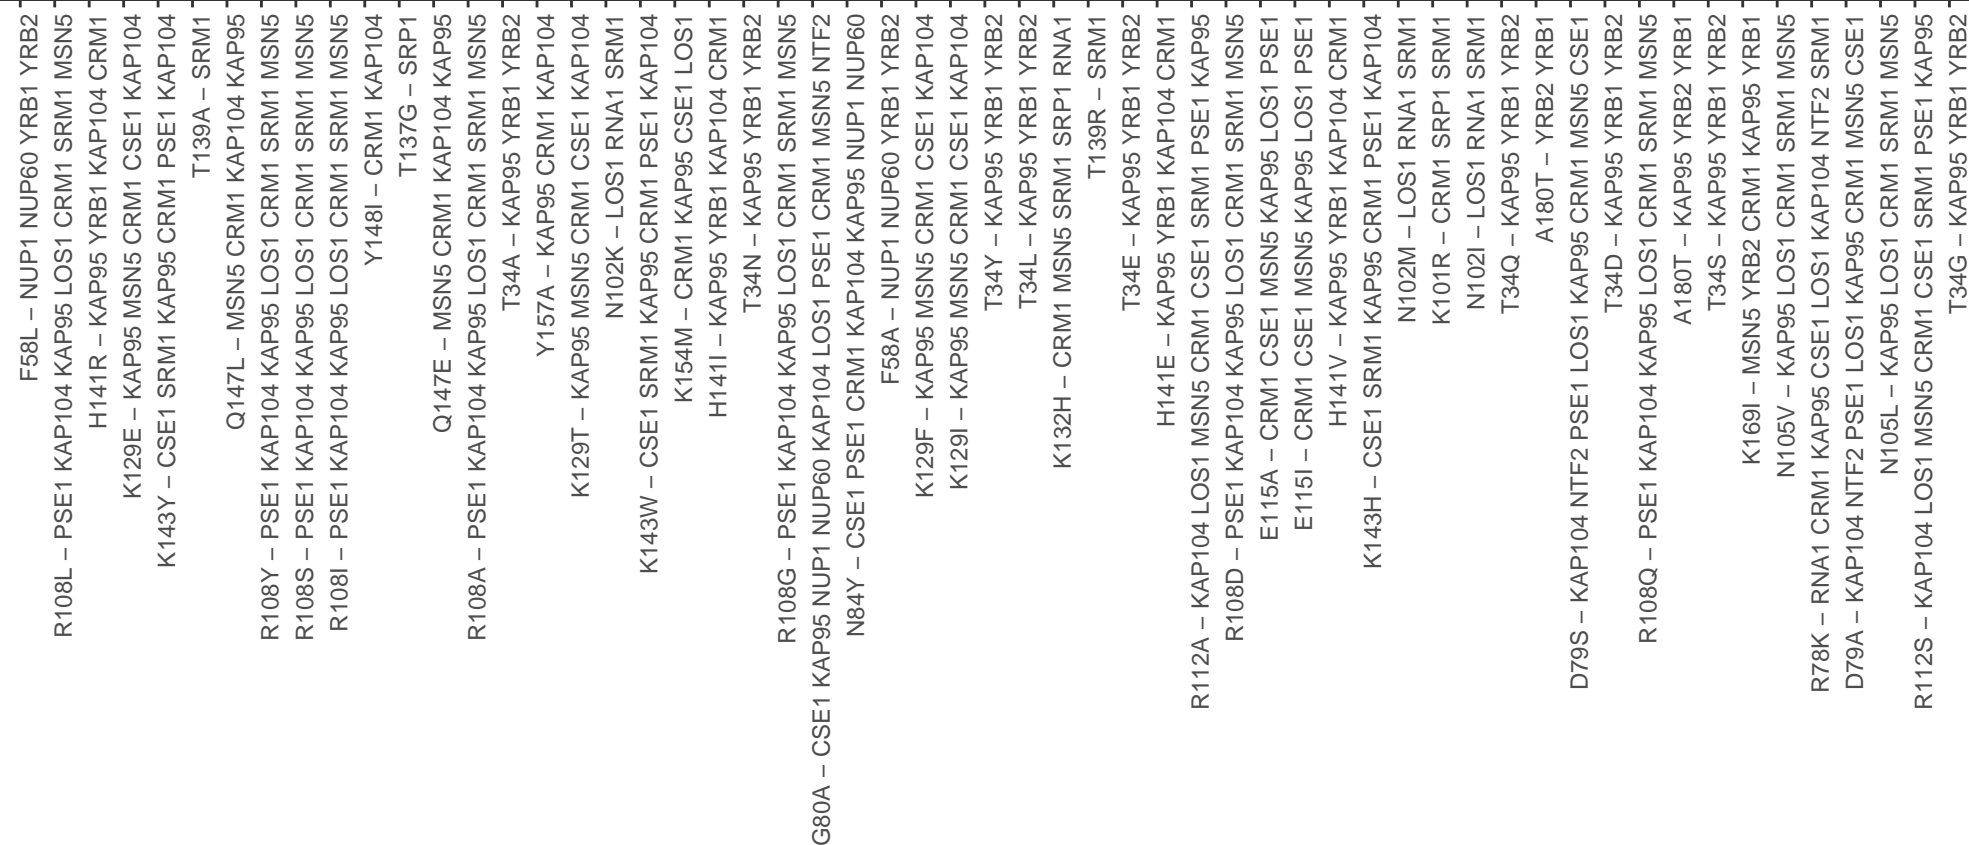 F58L – NUP1 NUP60 YRB1 YRB2
R108L – PSE1 KAP104 KAP95 LOS1 CRM1 SRM1 MSN5
H141R – KAP95 YRB1 KAP104 CRM1
K129E – KAP95 MSN5 CRM1 CSE1 KAP104
K143Y – CSE1 SRM1 KAP95 CRM1 PSE1 KAP104
T139A – SRM1
Q147L – MSN5 CRM1 KAP104 KAP95
R108Y – PSE1 KAP104 KAP95 LOS1 CRM1 SRM1 MSN5
R108S – PSE1 KAP104 KAP95 LOS1 CRM1 SRM1 MSN5
R108I – PSE1 KAP104 KAP95 LOS1 CRM1 SRM1 MSN5
Y148I – CRM1 KAP104
T137G – SRP1
Q147E – MSN5 CRM1 KAP104 KAP95
R108A – PSE1 KAP104 KAP95 LOS1 CRM1 SRM1 MSN5
T34A – KAP95 YRB1 YRB2
Y157A – KAP95 CRM1 KAP104
K129T – KAP95 MSN5 CRM1 CSE1 KAP104
N102K – LOS1 RNA1 SRM1
K143W – CSE1 SRM1 KAP95 CRM1 PSE1 KAP104
K154M – CRM1 KAP95 CSE1 LOS1
H141I – KAP95 YRB1 KAP104 CRM1
T34N – KAP95 YRB1 YRB2
R108G – PSE1 KAP104 KAP95 LOS1 CRM1 SRM1 MSN5
G80A – CSE1 KAP95 NUP1 NUP60 KAP104 LOS1 PSE1 CRM1 MSN5 NTF2
N84Y – CSE1 PSE1 CRM1 KAP104 KAP95 NUP1 NUP60
F58A – NUP1 NUP60 YRB1 YRB2
K129F – KAP95 MSN5 CRM1 CSE1 KAP104
K129I – KAP95 MSN5 CRM1 CSE1 KAP104
T34Y – KAP95 YRB1 YRB2
T34L – KAP95 YRB1 YRB2
K132H – CRM1 MSN5 SRM1 SRP1 RNA1
T139R – SRM1
T34E – KAP95 YRB1 YRB2
H141E – KAP95 YRB1 KAP104 CRM1
R112A – KAP104 LOS1 MSN5 CRM1 CSE1 SRM1 PSE1 KAP95
R108D – PSE1 KAP104 KAP95 LOS1 CRM1 SRM1 MSN5
E115A – CRM1 CSE1 MSN5 KAP95 LOS1 PSE1
E115I – CRM1 CSE1 MSN5 KAP95 LOS1 PSE1
H141V – KAP95 YRB1 KAP104 CRM1
K143H – CSE1 SRM1 KAP95 CRM1 PSE1 KAP104
N102M – LOS1 RNA1 SRM1
K101R – CRM1 SRP1 SRM1
N102I – LOS1 RNA1 SRM1
T34Q – KAP95 YRB1 YRB2
A180T – YRB2 YRB1
D79S – KAP104 NTF2 PSE1 LOS1 KAP95 CRM1 MSN5 CSE1
T34D – KAP95 YRB1 YRB2
R108Q – PSE1 KAP104 KAP95 LOS1 CRM1 SRM1 MSN5
A180T – KAP95 YRB2 YRB1
T34S – KAP95 YRB1 YRB2
K169I – MSN5 YRB2 CRM1 KAP95 YRB1
N105V – KAP95 LOS1 CRM1 SRM1 MSN5
R78K – RNA1 CRM1 KAP95 CSE1 LOS1 KAP104 NTF2 SRM1
D79A – KAP104 NTF2 PSE1 LOS1 KAP95 CRM1 MSN5 CSE1
N105L – KAP95 LOS1 CRM1 SRM1 MSN5
R112S – KAP104 LOS1 MSN5 CRM1 CSE1 SRM1 PSE1 KAP95
T34G – KAP95 YRB1 YRB2